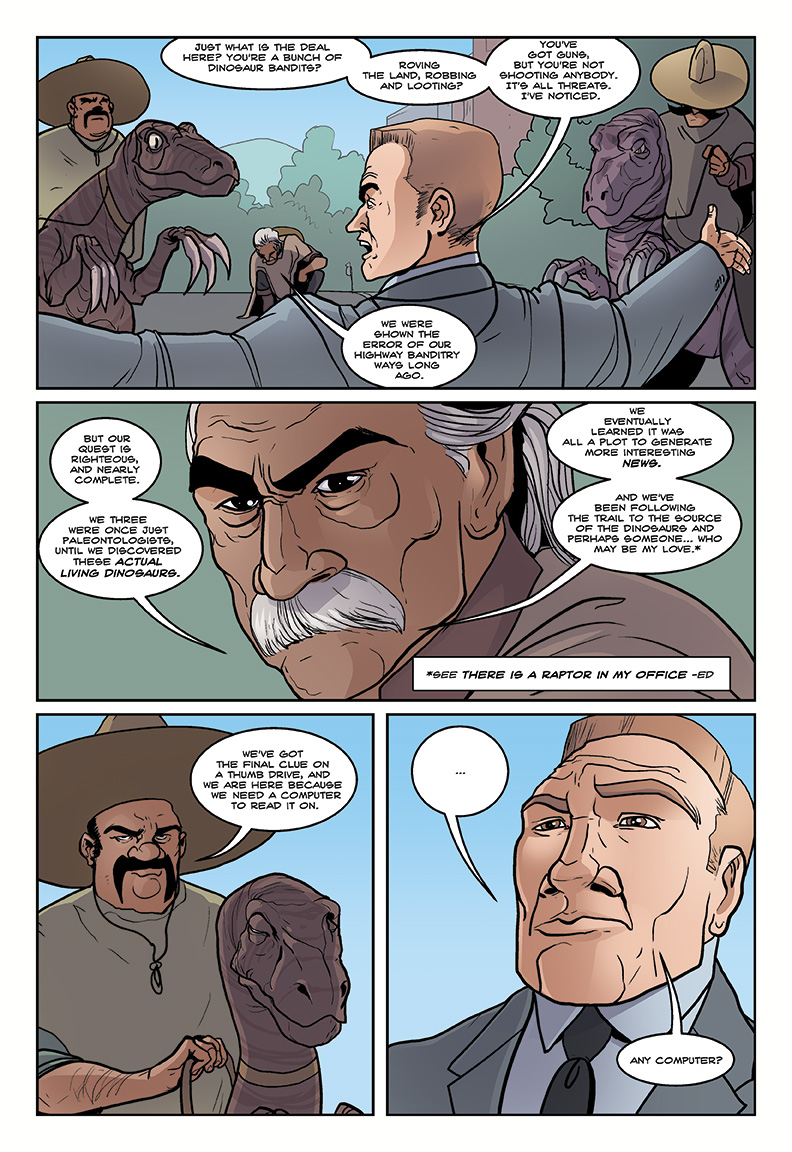 JUST WHAT IS THE DEAL
HERE? YOU'RE A BUNCH OF
DINOSAUR BANDITS?
ROVING
THE LAND, ROBBING
AND LOOTING?
YOU'VE
GOT GUNS,
BUT YOU'RE NOT
SHOOTING ANYBODY.
IT'S ALL THREATS.
I'VE NOTICED.
WE WERE
SHOWN THE
ERROR OF OUR
HIGHWAY BANDITRY
WAYS LONG
AGO.
BUT OUR
QUEST IS
RIGHTEOUS,
AND NEARLY
COMPLETE.
WE THREE
WERE ONCE JUST
PALEONTOLOGISTS,
UNTIL WE DISCOVERED
THESE ACTUAL
LIVING DINOSAURS.
WE
EVENTUALLY
LEARNED IT WAS
ALL A PLOT TO GENERATE
MORE INTERESTING
NEWS.
AND WE'VE
BEEN FOLLOWING
THE TRAIL TO THE SOURCE
OF THE DINOSAURS AND
PERHAPS SOMEONE... WHO
MAY BE MY LOVE.*
*SEE THERE IS A RAPTOR IN MY OFFICE -ED
WE'VE GOT
THE FINAL CLUE ON
A THUMB DRIVE, AND
WE ARE HERE BECAUSE
WE NEED A COMPUTER
TO READ IT ON.
...
ANY COMPUTER?